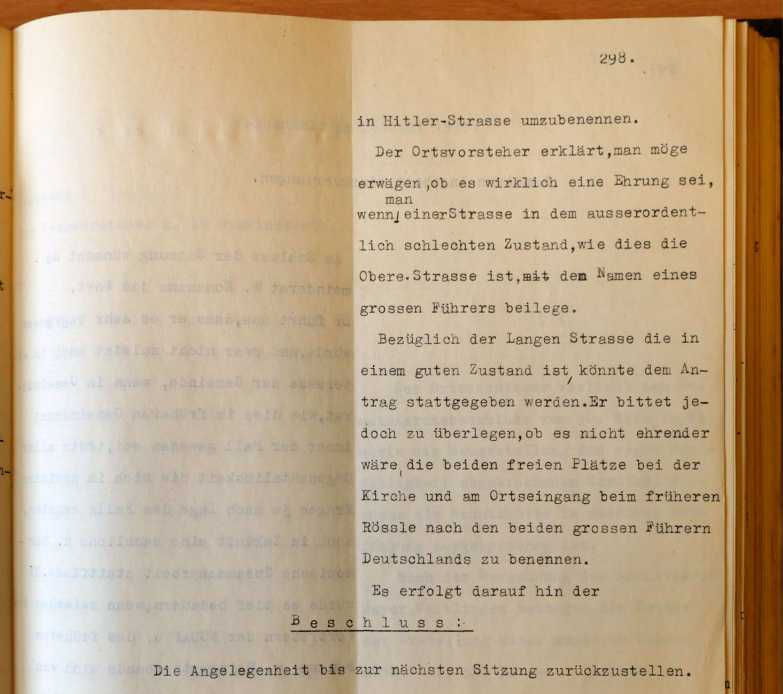 298.
in Hitler-Strasse umzubenennen.
Der Ortsvorsteher erklärt,man möge
erwägen,ob es wirklich eine Ehrung sei,
man
wenn/einerStrasse in dem ausserordent-
lich schlechten Zustand,wie dies die
Obere.Strasse ist,mit dem Namen eines
grossen Führers beilege.
Bezüglich der Langen Strasse die in
einem guten Zustand ist, könnte dem An-
trag stattgegeben werden.Er bittet je-
doch zu überlegen,ob es nicht ehrender
wäre,die beiden freien Plätze bei der
Kirche und am Ortseingang beim früheren
Rössle nach den beiden grossen Führern
Deutschlands zu benennen.
Es erfolgt darauf hin der
B e s c h l u s s :
Die Angelegenheit bis zur nächsten Sitzung zurückzustellen.